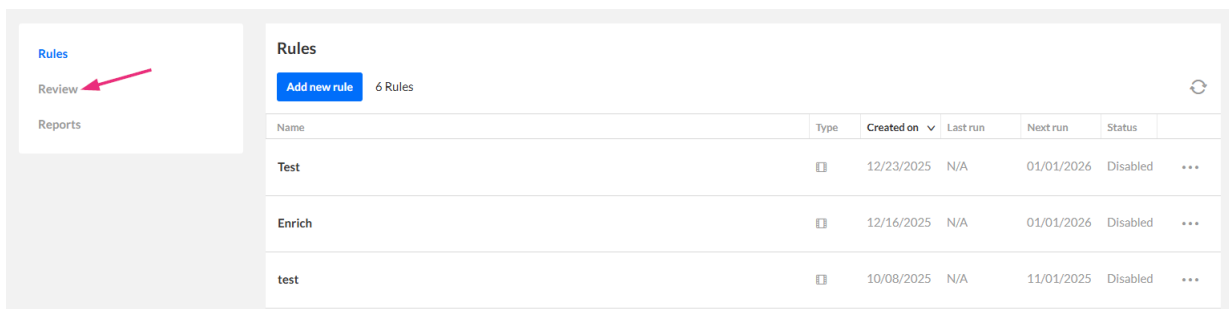 Rules
Review
Reports
Rules
Add new rule 6 Rules
Name Type Created on Last run Next run Status
Test 12/23/2025 N/A 01/01/2026 Disabled
Enrich 12/16/2025 N/A 01/01/2026 Disabled
test 10/08/2025 N/A 11/01/2025 Disabled